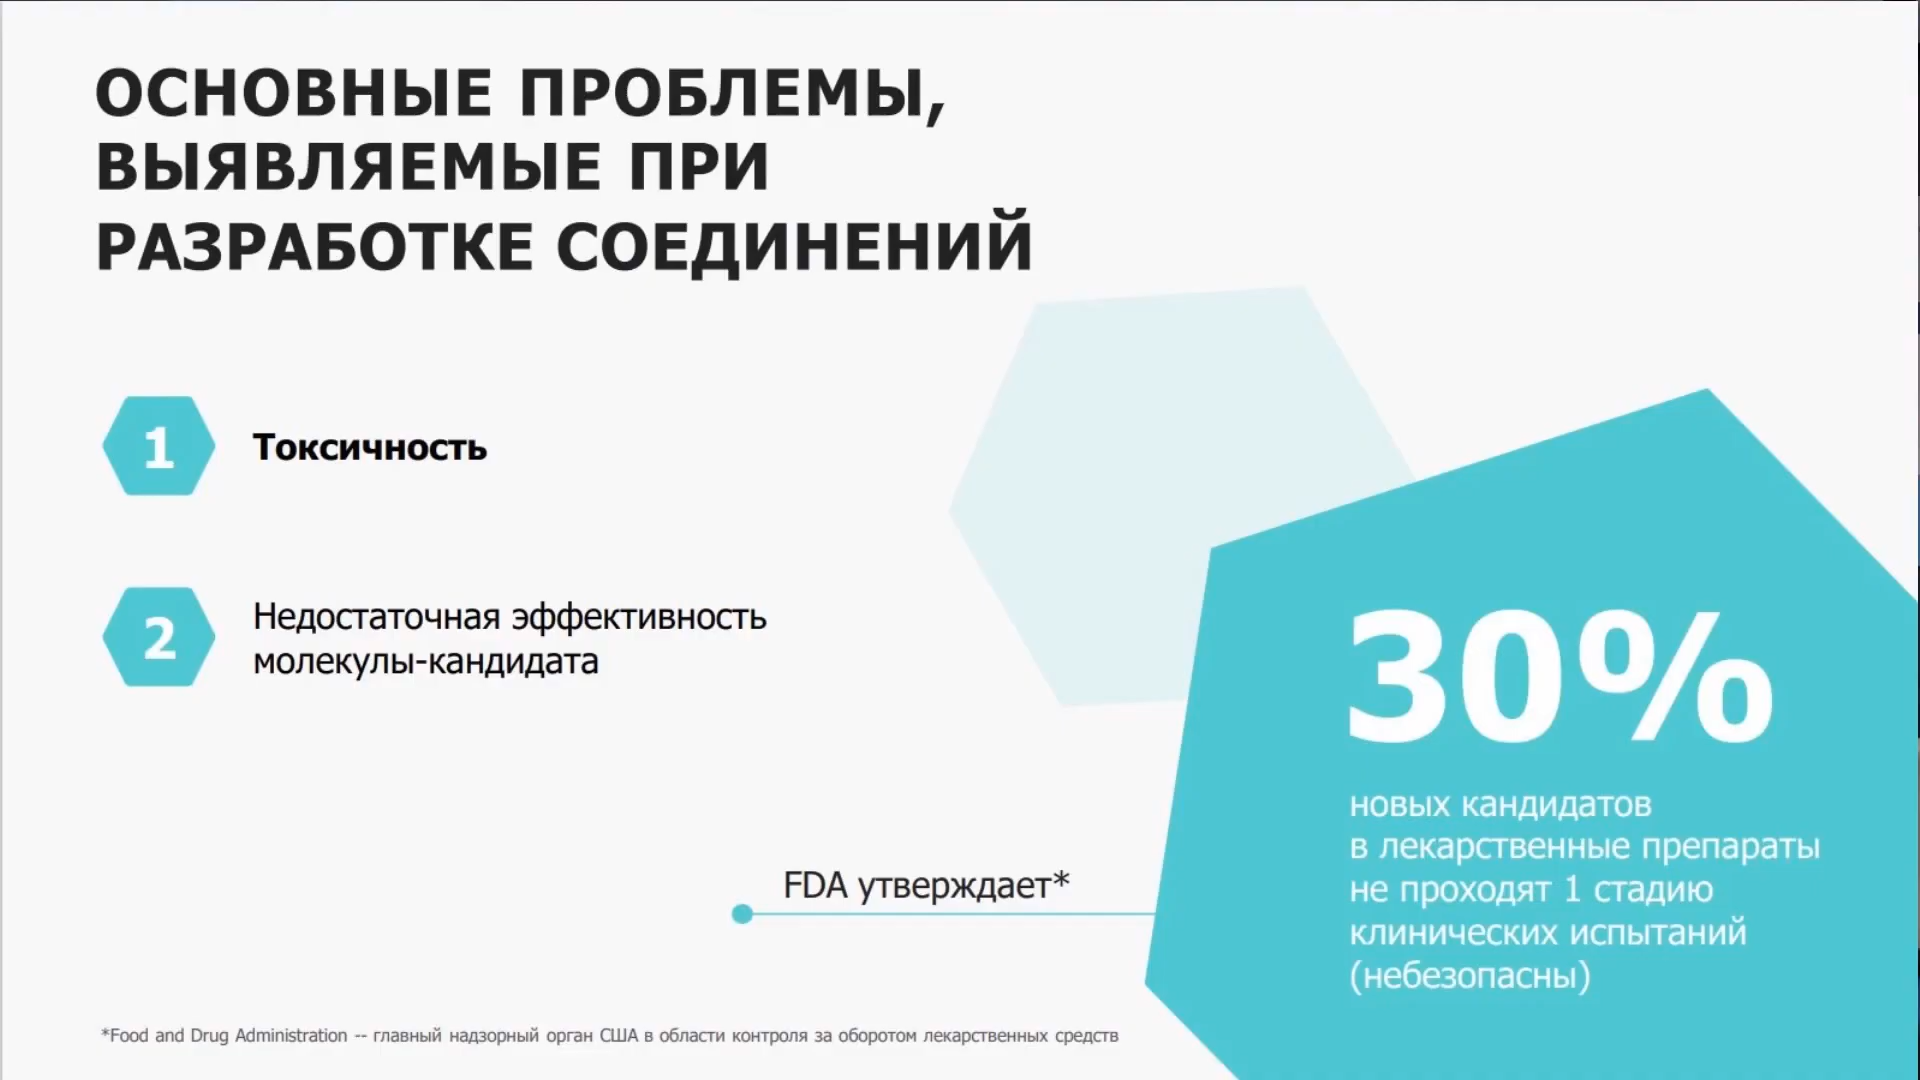 ОСНОВНЫЕ ПРОБЛЕМЫ,
ВЫЯВЛЯЕМЫЕ ПРИ
РАЗРАБОТКЕ СОЕДИНЕНИЙ
1
Токсичность
2
Недостаточная эффективность
молекулы-кандидата
FDA утверждает*
30%
новых кандидатов
в лекарственные препараты
не проходят 1 стадию
клинических испытаний
(небезопасны)
*Food and Drug Administration -- главный надзорный орган США в области контроля за оборотом лекарственных средств